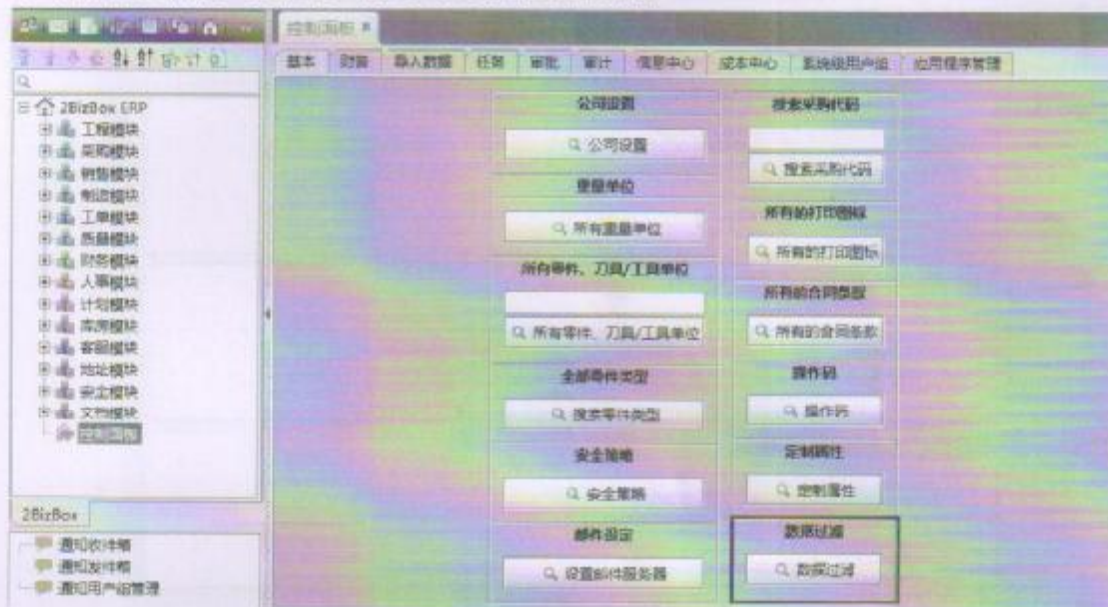 控制面板
基本 财务 导入数据 任务 审批 审计 信息中心 成本中心 系统级用户组 应用程序管理
2BizBox ERP
工程模块
采购模块
销售模块
制造模块
工单模块
质量模块
财务模块
人事模块
计划模块
库房模块
客服模块
地址模块
安全模块
文档模块
控制面板
2BizBox
通知收件箱
通知发件箱
通知用户组管理
公司设置
公司设置
重量单位
所有重量单位
所有零件、刀具/工具单位
所有零件、刀具/工具单位
全部零件类型
搜索零件类型
安全策略
安全策略
邮件设定
设置邮件服务器
搜索采购代码
搜索采购代码
所有的打印图标
所有的打印图标
所有的合同条款
所有的合同条款
操作码
操作码
定制属性
定制属性
数据过滤
数据过滤